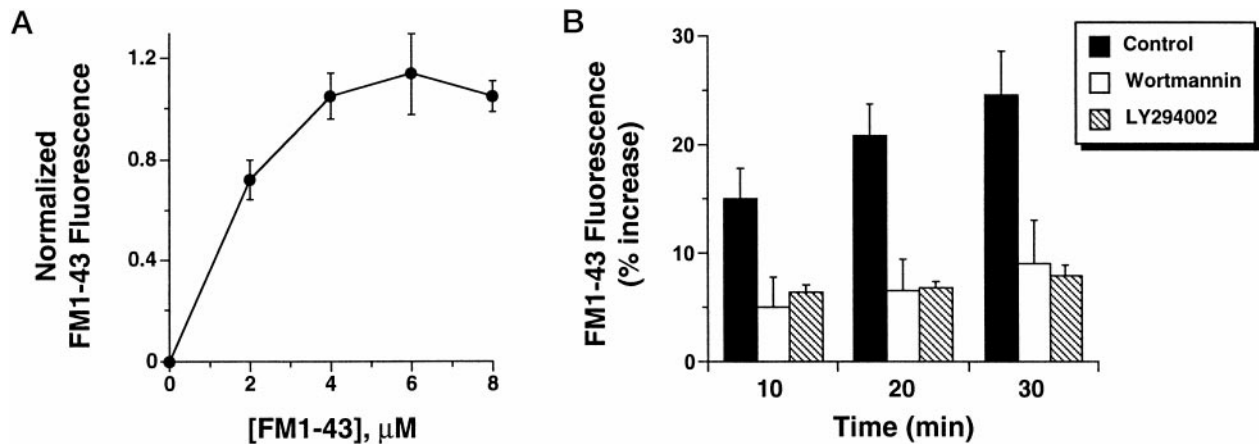 A
Normalized
FM1-43 Fluorescence
1.2
0.8
0.4
0
0 2 4 6 8
[FM1-43], μM
B
FM1-43 Fluorescence
(% increase)
30
20
10
0
10 20 30
Time (min)
Control
Wortmannin
LY294002